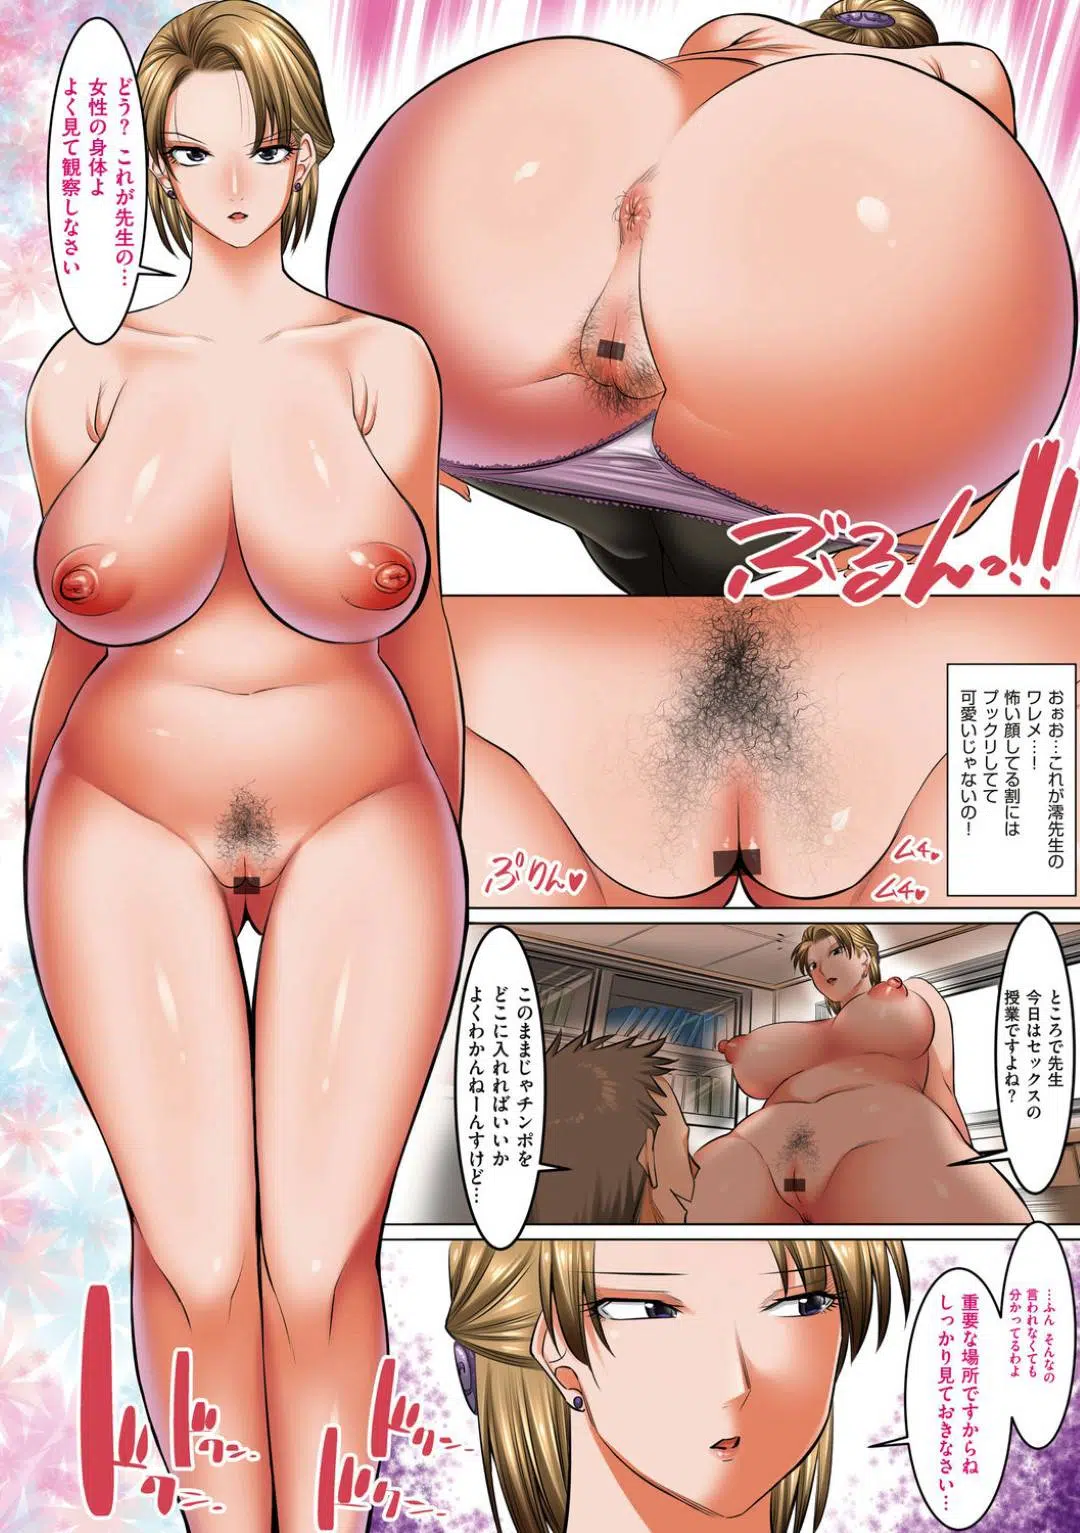 どう？ これが先生の…
女性の身体よ
よく見て観察しなさい
ぶるんっ!!
おぉお…これが澪先生の
ワレメ…！
怖い顔してる割には
プックリしてて
可愛いじゃないの！
ムチ♥
ムチ♥
ぷりん♥
ところで先生
今日はセックスの
授業ですよね？
このままじゃチンポを
どこに入れればいいか
よくわかんねーんすけど…
…ふん そんなの
言われなくても
分かってるわよ
重要な場所ですからね
しっかり見ておきなさい…
ドクン…
ドクン…
ドクン…